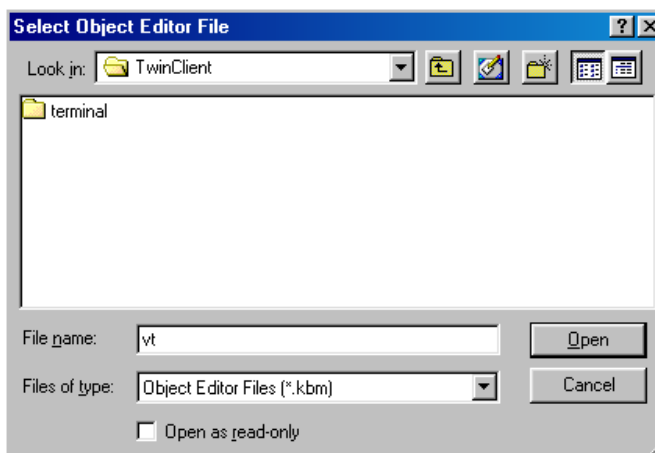 Select Object Editor File
Look in: TwinClient
terminal
File name: vt Open
Files of type: Object Editor Files (*.kbm) Cancel
Open as read-only